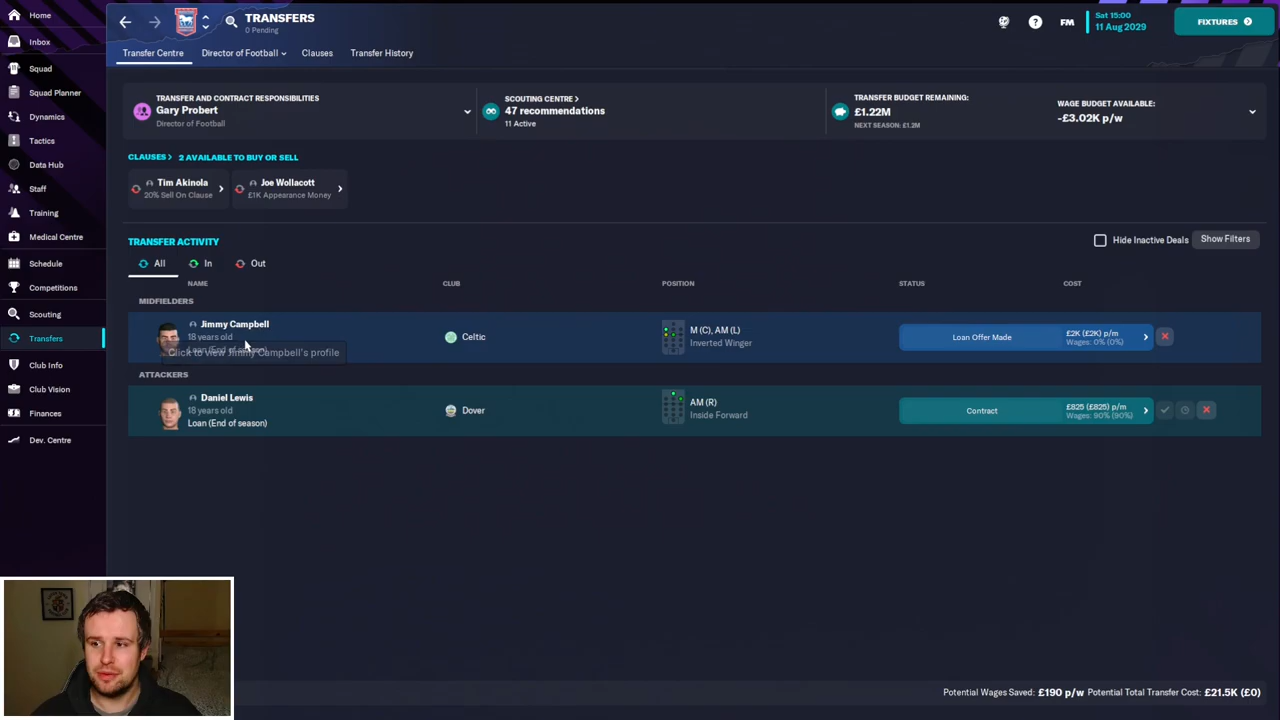 Home
Inbox
Squad
Squad Planner
Dynamics
Tactics
Data Hub
Staff
Training
Medical Centre
Schedule
Competitions
Scouting
Transfers
Club Info
Club Vision
Finances
Dev. Centre
TRANSFERS
0 Pending
FM
Sat 15:00
11 Aug 2029
FIXTURES
Transfer Centre
Director of Football
Clauses
Transfer History
TRANSFER AND CONTRACT RESPONSIBILITIES
Gary Probert
Director of Football
SCOUTING CENTRE >
47 recommendations
11 Active
TRANSFER BUDGET REMAINING:
£1.22M
NEXT SEASON: £1.2M
WAGE BUDGET AVAILABLE:
-£3.02K p/w
CLAUSES > 2 AVAILABLE TO BUY OR SELL
Tim Akinola
20% Sell On Clause
Joe Wollacott
£1K Appearance Money
TRANSFER ACTIVITY
Hide Inactive Deals
Show Filters
All
In
Out
NAME CLUB POSITION STATUS COST
MIDFIELDERS
Jimmy Campbell
18 years old
Loan (End of season)
Click to view Jimmy Campbell's profile
Celtic
M (C), AM (L)
Inverted Winger
Loan Offer Made
£2K (£2K) p/m
Wages: 0% (0%)
ATTACKERS
Daniel Lewis
18 years old
Loan (End of season)
Dover
AM (R)
Inside Forward
Contract
£825 (£825) p/m
Wages: 90% (90%)
Potential Wages Saved: £190 p/w Potential Total Transfer Cost: £21.5K (£0)